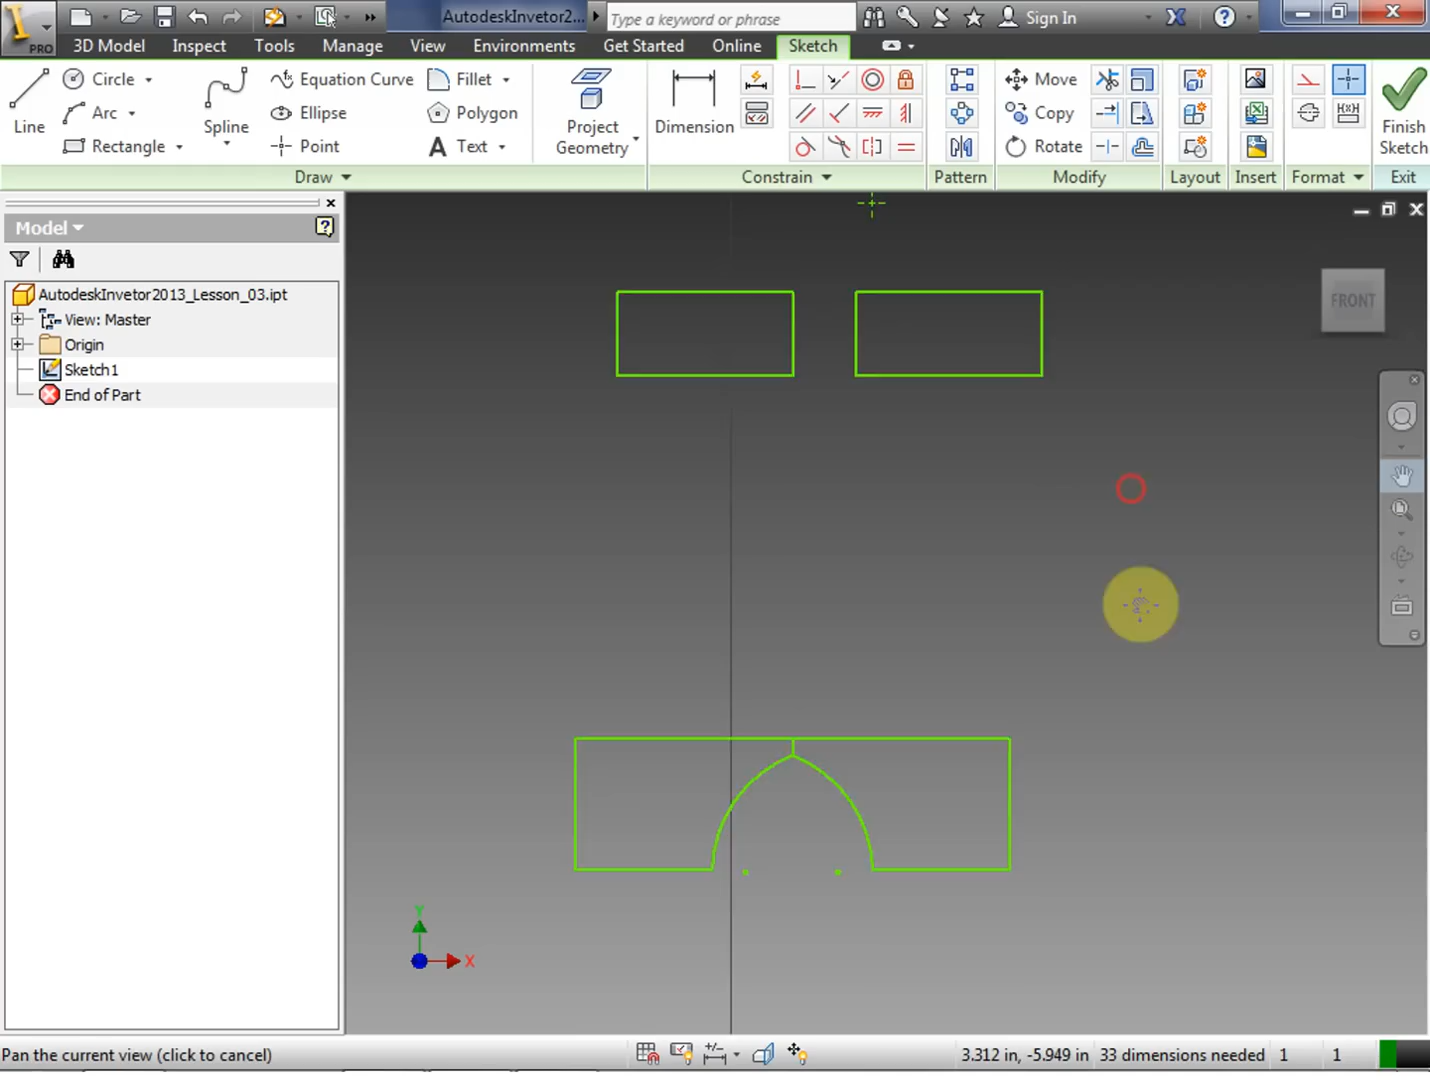 PRO
AutodeskInvetor2...
Type a keyword or phrase
Sign In
3D Model
Inspect
Tools
Manage
View
Environments
Get Started
Online
Sketch
Line
Circle
Arc
Rectangle
Spline
Equation Curve
Ellipse
Point
Fillet
Polygon
A Text
Project Geometry
Dimension
Move
Copy
Rotate
Finish Sketch
Draw
Constrain
Pattern
Modify
Layout
Insert
Format
Exit
Model
AutodeskInvetor2013_Lesson_03.ipt
View: Master
Origin
Sketch1
End of Part
FRONT
Y
X
Pan the current view (click to cancel)
3.312 in, -5.949 in
33 dimensions needed
1
1